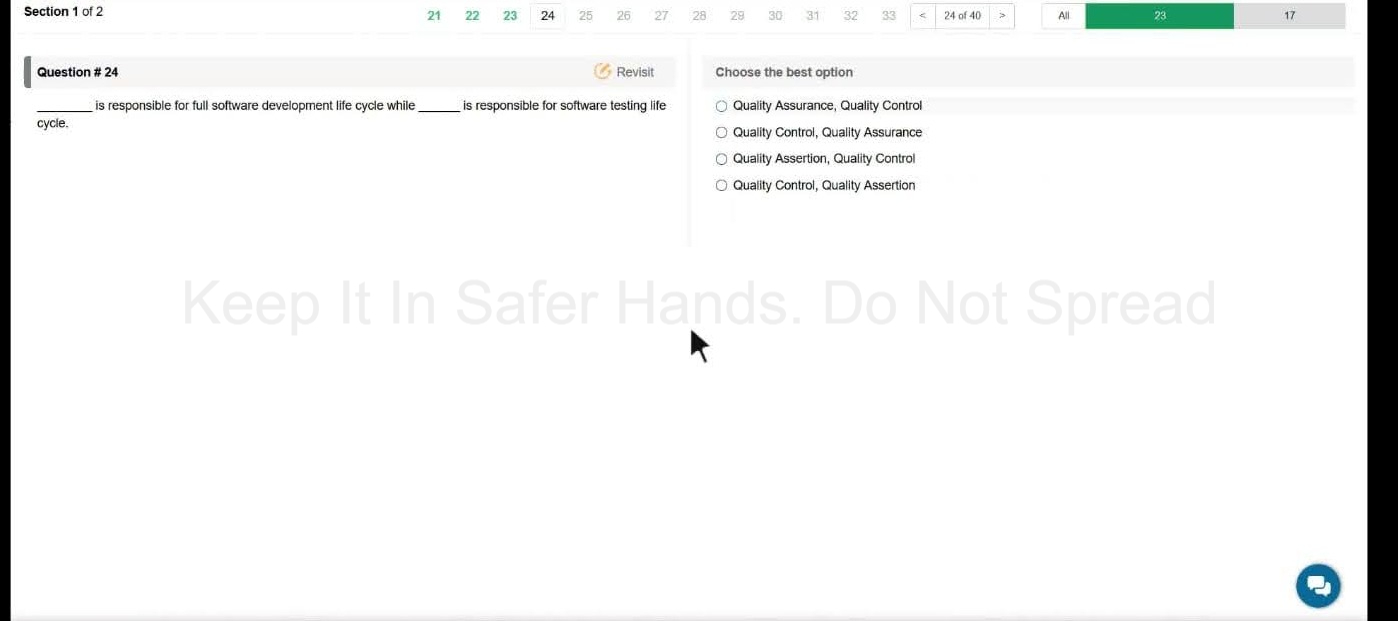 Section 1 of 2
21 22 23 24 25 26 27 28 29 30 31 32 33 < 24 of 40 > All 23 17
Question # 24
Revisit
________ is responsible for full software development life cycle while ______ is responsible for software testing life
cycle.
Choose the best option
Quality Assurance, Quality Control
Quality Control, Quality Assurance
Quality Assertion, Quality Control
Quality Control, Quality Assertion
Keep It In Safer Hands. Do Not Spread